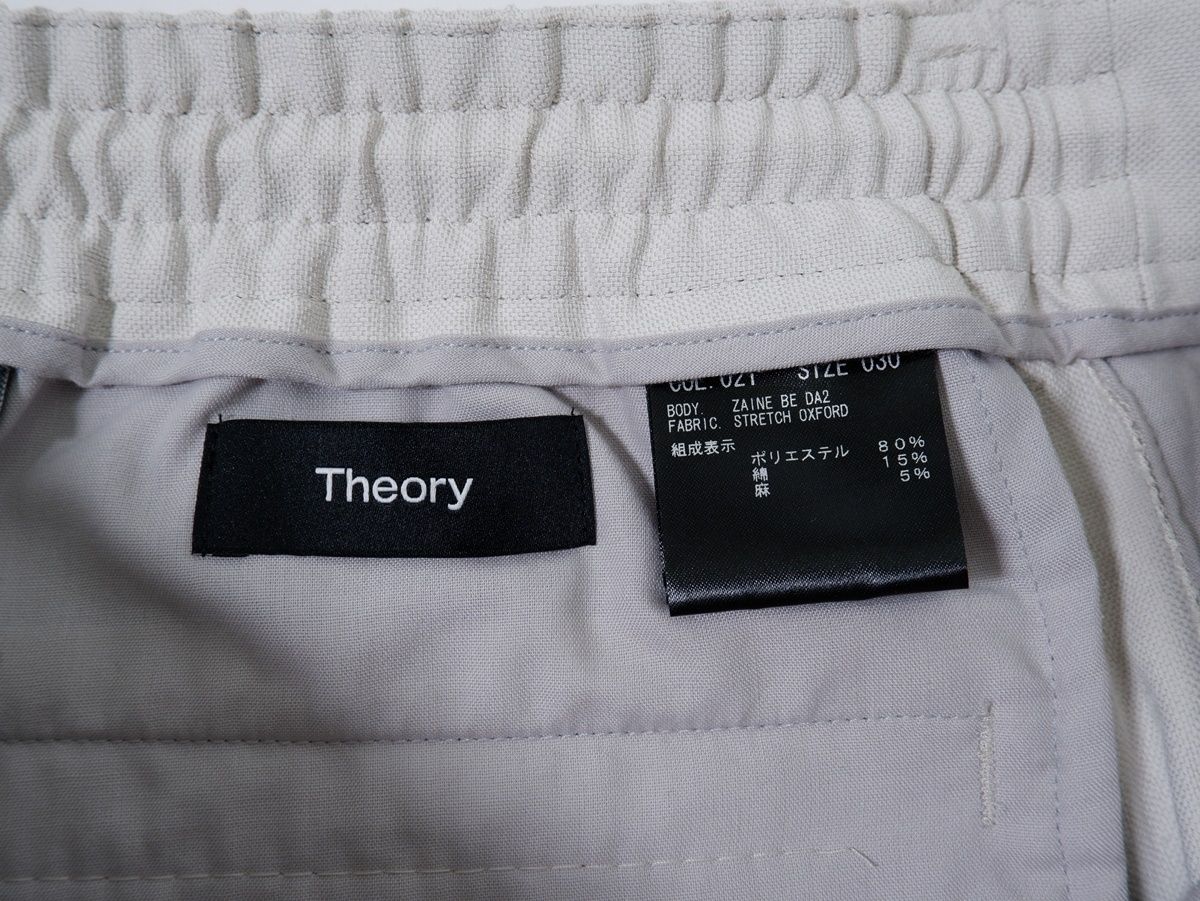 Theory
COL. 021 SIZE 030
BODY. ZAINE BE DA2
FABRIC. STRETCH OXFORD
組成表示
ポリエステル 80%
綿 15%
麻 5%